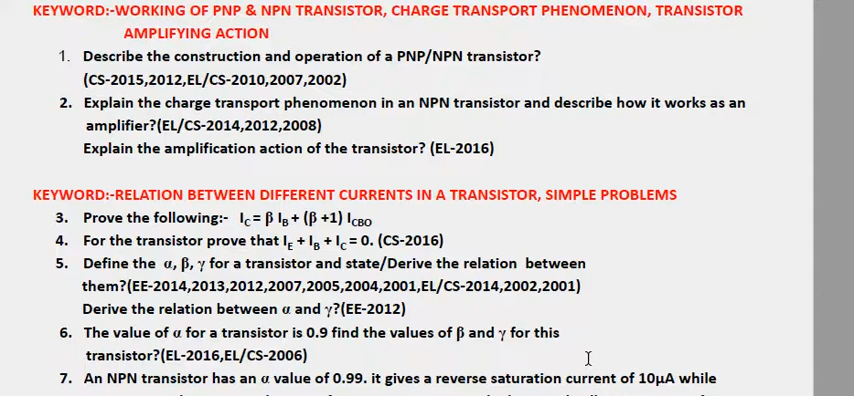 KEYWORD:-WORKING OF PNP & NPN TRANSISTOR, CHARGE TRANSPORT PHENOMENON, TRANSISTOR
AMPLIFYING ACTION
1. Describe the construction and operation of a PNP/NPN transistor?
(CS-2015,2012,EL/CS-2010,2007,2002)
2. Explain the charge transport phenomenon in an NPN transistor and describe how it works as an
amplifier?(EL/CS-2014,2012,2008)
Explain the amplification action of the transistor? (EL-2016)
KEYWORD:-RELATION BETWEEN DIFFERENT CURRENTS IN A TRANSISTOR, SIMPLE PROBLEMS
3. Prove the following:- I_C = β I_B + (β +1) I_CBO
4. For the transistor prove that I_E + I_B + I_C = 0. (CS-2016)
5. Define the α, β, γ for a transistor and state/Derive the relation between
them?(EE-2014,2013,2012,2007,2005,2004,2001,EL/CS-2014,2002,2001)
Derive the relation between α and γ?(EE-2012)
6. The value of α for a transistor is 0.9 find the values of β and γ for this
transistor?(EL-2016,EL/CS-2006)
7. An NPN transistor has an α value of 0.99. it gives a reverse saturation current of 10µA while